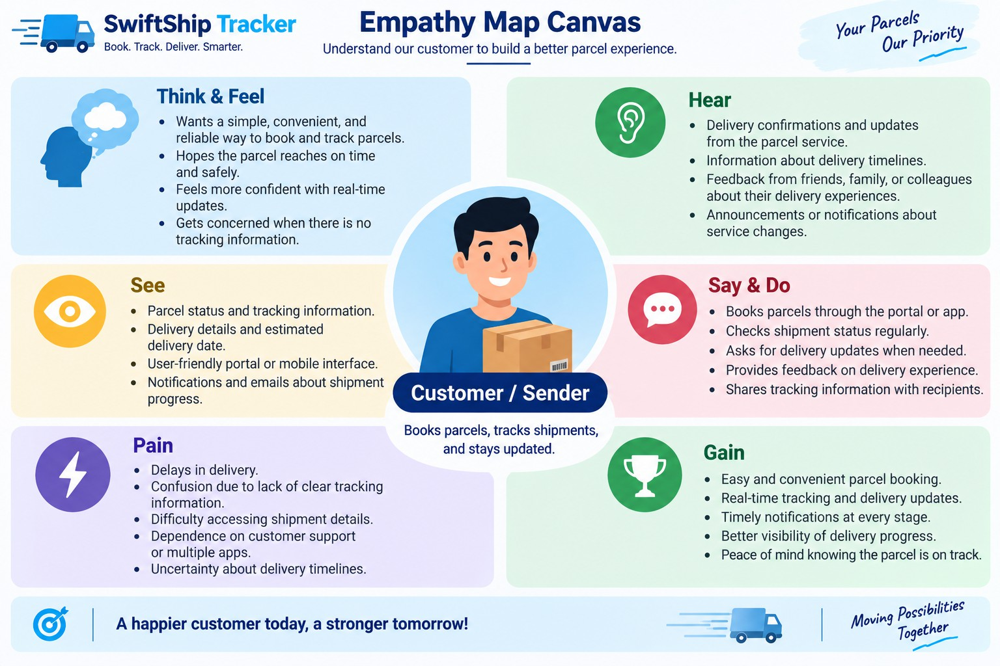 SwiftShip Tracker
Book. Track. Deliver. Smarter.
Empathy Map Canvas
Understand our customer to build a better parcel experience.
Your Parcels
Our Priority
Think & Feel
• Wants a simple, convenient, and
reliable way to book and track parcels.
• Hopes the parcel reaches on time
and safely.
• Feels more confident with real-time
updates.
• Gets concerned when there is no
tracking information.
Hear
• Delivery confirmations and updates
from the parcel service.
• Information about delivery timelines.
• Feedback from friends, family, or colleagues
about their delivery experiences.
• Announcements or notifications about
service changes.
See
• Parcel status and tracking information.
• Delivery details and estimated
delivery date.
• User-friendly portal or mobile interface.
• Notifications and emails about shipment
progress.
Customer / Sender
Books parcels, tracks shipments,
and stays updated.
Say & Do
• Books parcels through the portal or app.
• Checks shipment status regularly.
• Asks for delivery updates when needed.
• Provides feedback on delivery experience.
• Shares tracking information with recipients.
Pain
• Delays in delivery.
• Confusion due to lack of clear tracking
information.
• Difficulty accessing shipment details.
• Dependence on customer support
or multiple apps.
• Uncertainty about delivery timelines.
Gain
• Easy and convenient parcel booking.
• Real-time tracking and delivery updates.
• Timely notifications at every stage.
• Better visibility of delivery progress.
• Peace of mind knowing the parcel is on track.
A happier customer today, a stronger tomorrow!
Moving Possibilities
Together